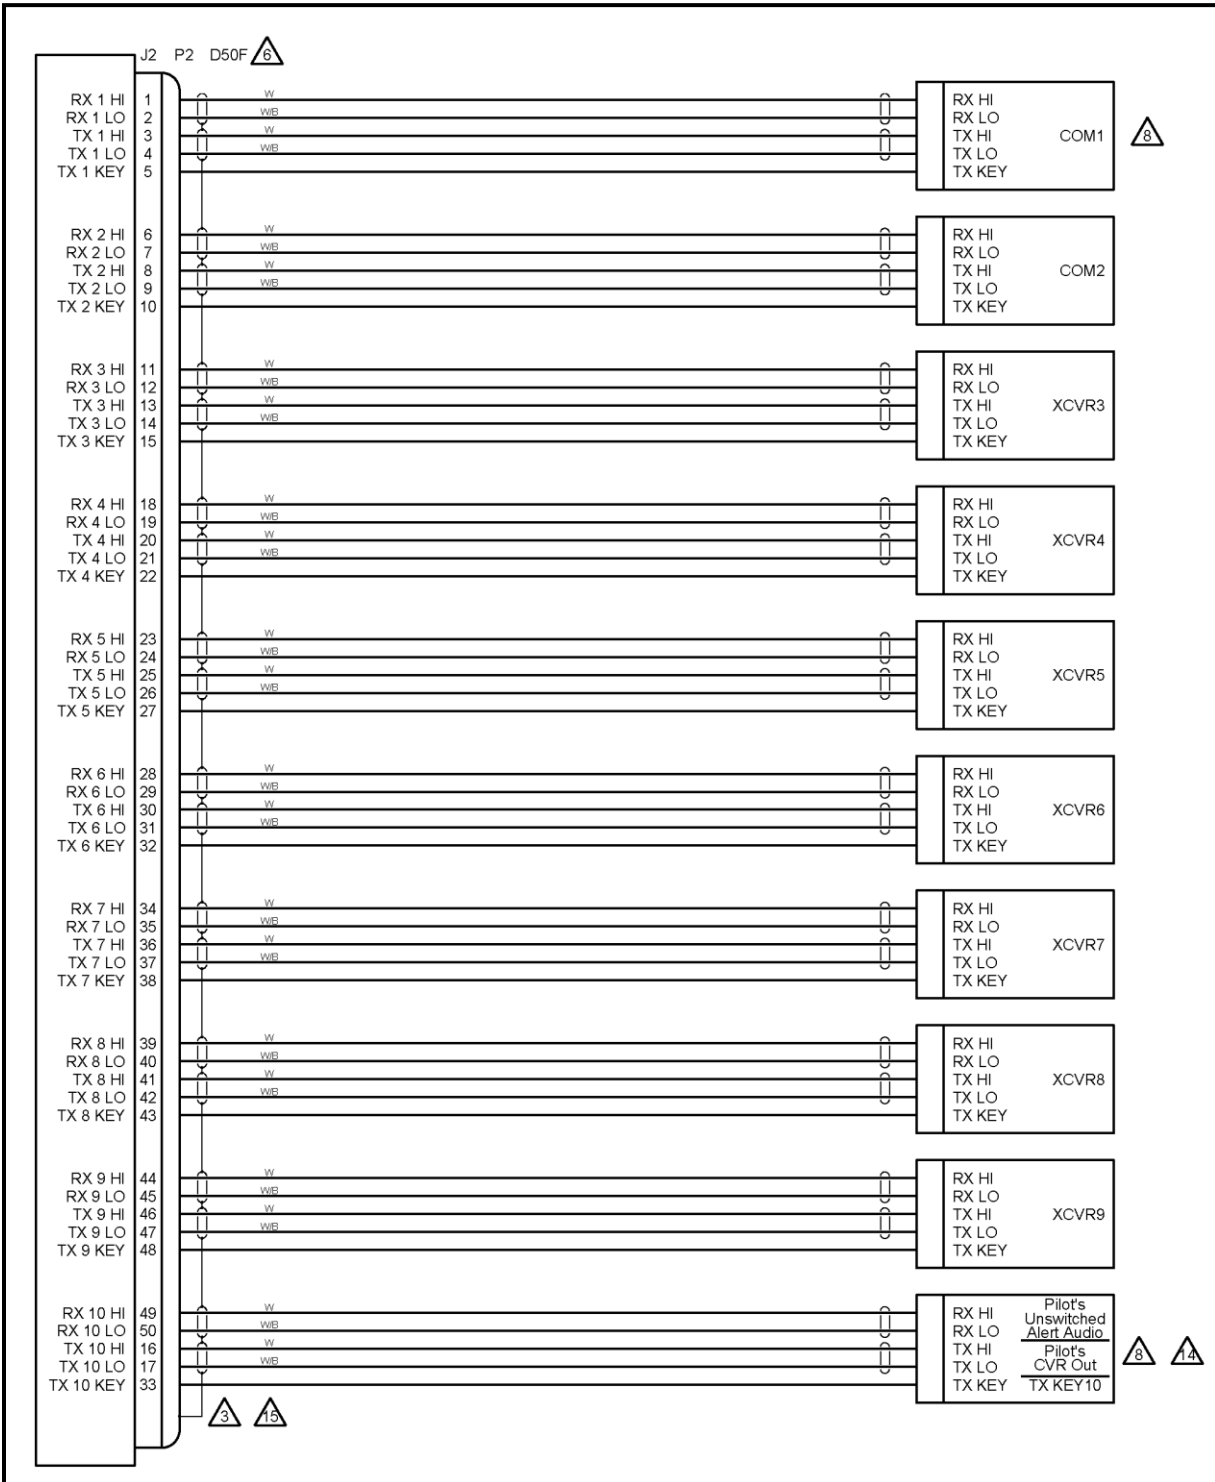 J2 P2 D50F 6
RX 1 HI 1 W RX HI
RX 1 LO 2 W/B RX LO
TX 1 HI 3 W TX HI COM1 8
TX 1 LO 4 W/B TX LO
TX 1 KEY 5 TX KEY
RX 2 HI 6 W RX HI
RX 2 LO 7 W/B RX LO
TX 2 HI 8 W TX HI COM2
TX 2 LO 9 W/B TX LO
TX 2 KEY 10 TX KEY
RX 3 HI 11 W RX HI
RX 3 LO 12 W/B RX LO
TX 3 HI 13 W TX HI XCVR3
TX 3 LO 14 W/B TX LO
TX 3 KEY 15 TX KEY
RX 4 HI 18 W RX HI
RX 4 LO 19 W/B RX LO
TX 4 HI 20 W TX HI XCVR4
TX 4 LO 21 W/B TX LO
TX 4 KEY 22 TX KEY
RX 5 HI 23 W RX HI
RX 5 LO 24 W/B RX LO
TX 5 HI 25 W TX HI XCVR5
TX 5 LO 26 W/B TX LO
TX 5 KEY 27 TX KEY
RX 6 HI 28 W RX HI
RX 6 LO 29 W/B RX LO
TX 6 HI 30 W TX HI XCVR6
TX 6 LO 31 W/B TX LO
TX 6 KEY 32 TX KEY
RX 7 HI 34 W RX HI
RX 7 LO 35 W/B RX LO
TX 7 HI 36 W TX HI XCVR7
TX 7 LO 37 W/B TX LO
TX 7 KEY 38 TX KEY
RX 8 HI 39 W RX HI
RX 8 LO 40 W/B RX LO
TX 8 HI 41 W TX HI XCVR8
TX 8 LO 42 W/B TX LO
TX 8 KEY 43 TX KEY
RX 9 HI 44 W RX HI
RX 9 LO 45 W/B RX LO
TX 9 HI 46 W TX HI XCVR9
TX 9 LO 47 W/B TX LO
TX 9 KEY 48 TX KEY
RX 10 HI 49 W RX HI Pilot's
Unswitched
RX 10 LO 50 W/B RX LO Alert Audio
TX 10 HI 16 W TX HI Pilot's
TX 10 LO 17 W/B TX LO CVR Out 8 14
TX 10 KEY 33 TX KEY TX KEY10
3 15